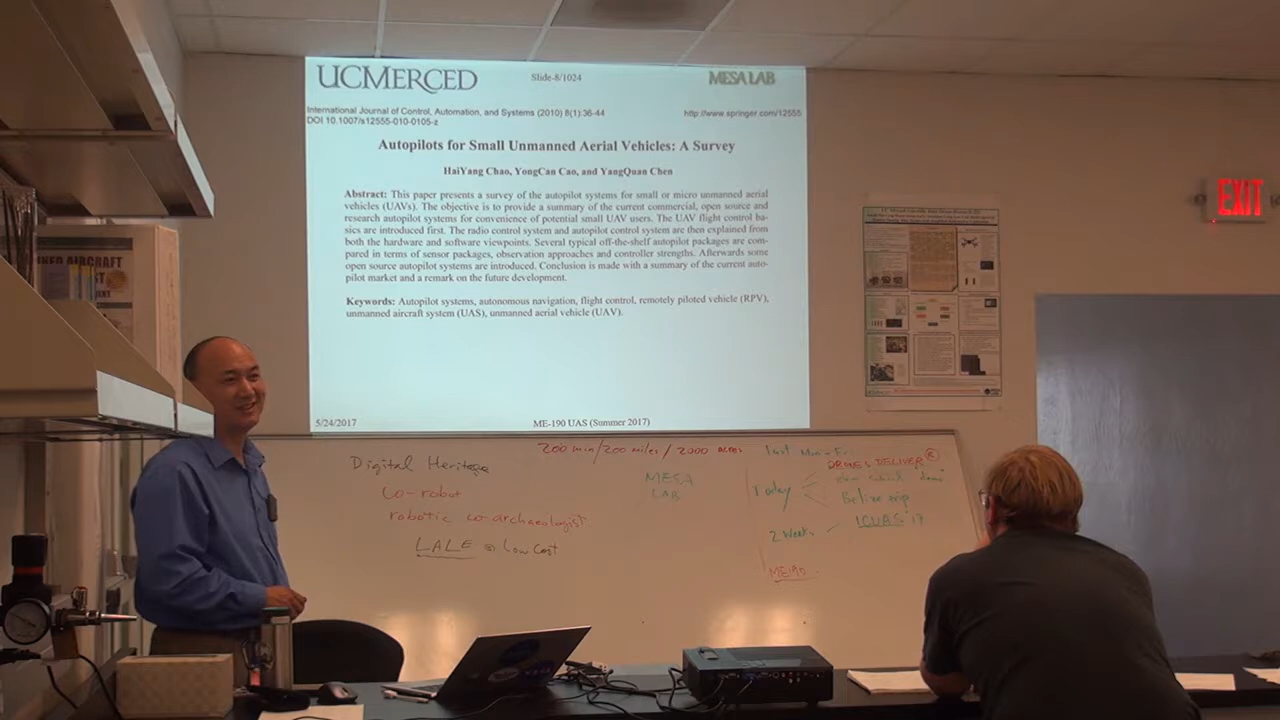 UCMERCED
Slide-8/1024
MESA LAB
International Journal of Control, Automation, and Systems (2010) 8(1):36-44
DOI 10.1007/s12555-010-0105-z
http://www.springer.com/12555
Autopilots for Small Unmanned Aerial Vehicles: A Survey
HaiYang Chao, YongCan Cao, and YangQuan Chen
Abstract: This paper presents a survey of the autopilot systems for small or micro unmanned aerial
vehicles (UAVs). The objective is to provide a summary of the current commercial, open source and
research autopilot systems for convenience of potential small UAV users. The UAV flight control ba-
sics are introduced first. The radio control system and autopilot control system are then explained from
both the hardware and software viewpoints. Several typical off-the-shelf autopilot packages are com-
pared in terms of sensor packages, observation approaches and controller strengths. Afterwards some
open source autopilot systems are introduced. Conclusion is made with a summary of the current auto-
pilot market and a remark on the future development.
Keywords: Autopilot systems, autonomous navigation, flight control, remotely piloted vehicle (RPV),
unmanned aircraft system (UAS), unmanned aerial vehicle (UAV).
5/24/2017
ME-190 UAS (Summer 2017)
EXIT
AIRCRAFT
200 min/200 miles/2000 acres
Digital Heritage
Co-robot
robotic co-archaeologist
LALE @ Low Cost
MESA
LAB
Today
DRONES DELIVER®
demo
Belize trip
2 Weeks
ICUAS'17
ME190